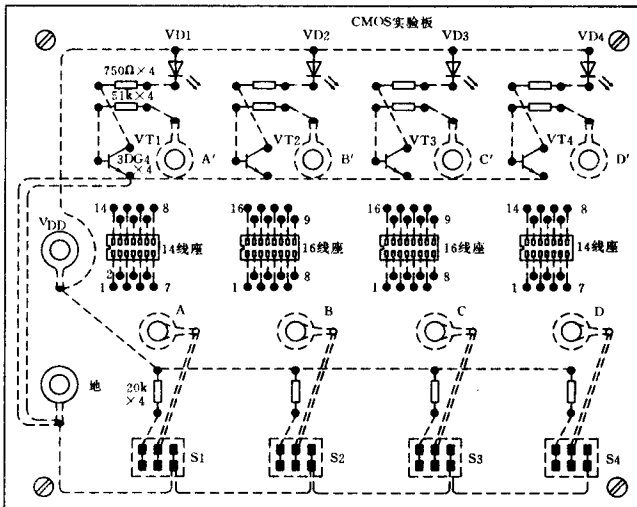 CMOS实验板
VD1 VD2 VD3 VD4
750Ω×4
51k×4
VT1 VT2 VT3 VT4
3DG4
×4
A′ B′ C′ D′
VDD
14 8 16 9 16 9 14 8
14线座 16线座 16线座 14线座
2
1 7 1 8 1 8 1 7
A B C D
地
20k
×4
S1 S2 S3 S4